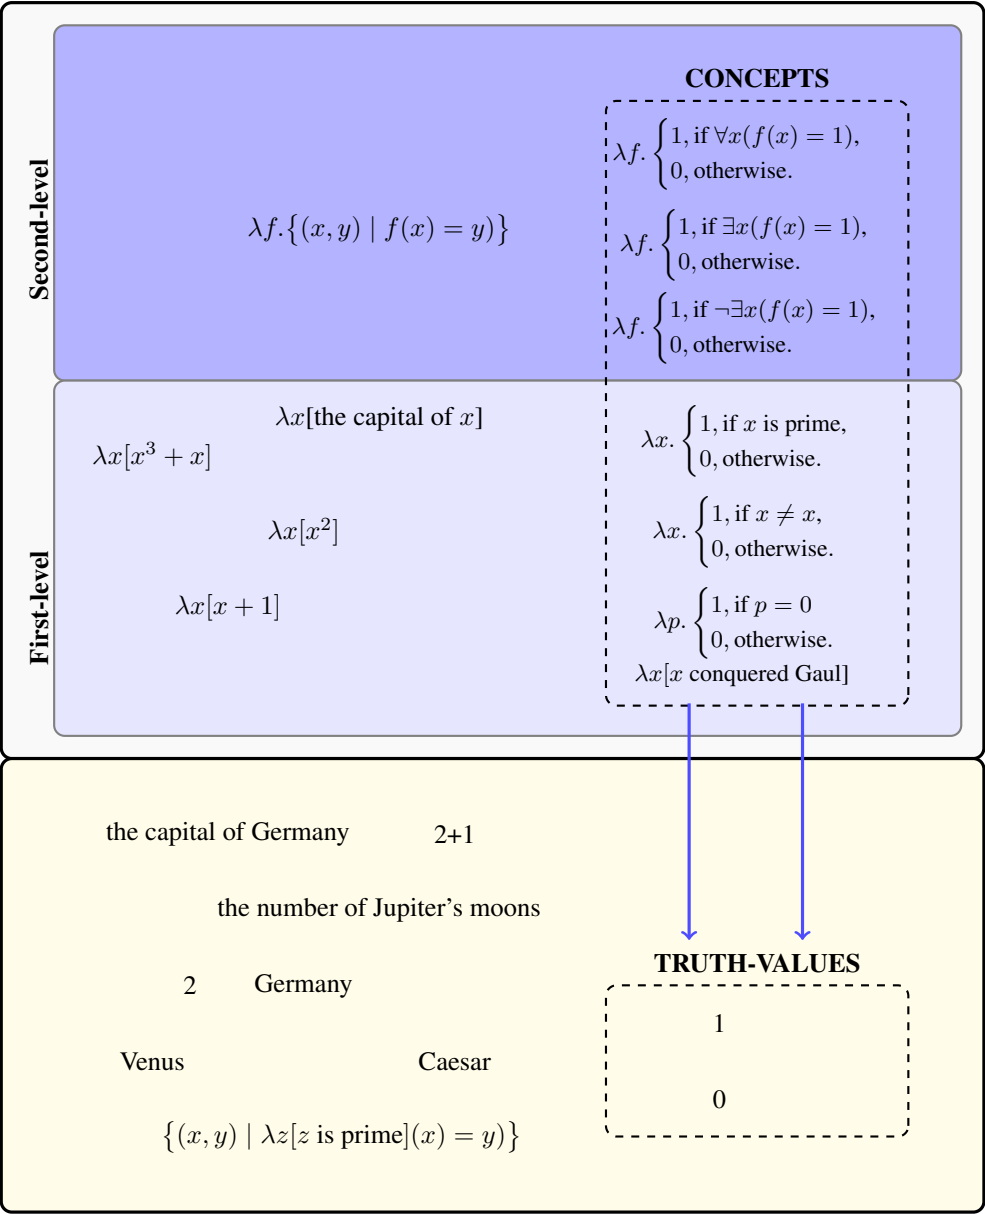 CONCEPTS
Second-level
λf. {1, if ∀x(f(x) = 1),
0, otherwise.
λf.{(x, y) | f(x) = y)}
λf. {1, if ∃x(f(x) = 1),
0, otherwise.
λf. {1, if ¬∃x(f(x) = 1),
0, otherwise.
First-level
λx[the capital of x]
λx[x³ + x]
λx[x²]
λx[x + 1]
λx. {1, if x is prime,
0, otherwise.
λx. {1, if x ≠ x,
0, otherwise.
λp. {1, if p = 0
0, otherwise.
λx[x conquered Gaul]
the capital of Germany
2+1
the number of Jupiter's moons
2
Germany
Venus
Caesar
{(x, y) | λz[z is prime](x) = y)}
TRUTH-VALUES
1
0